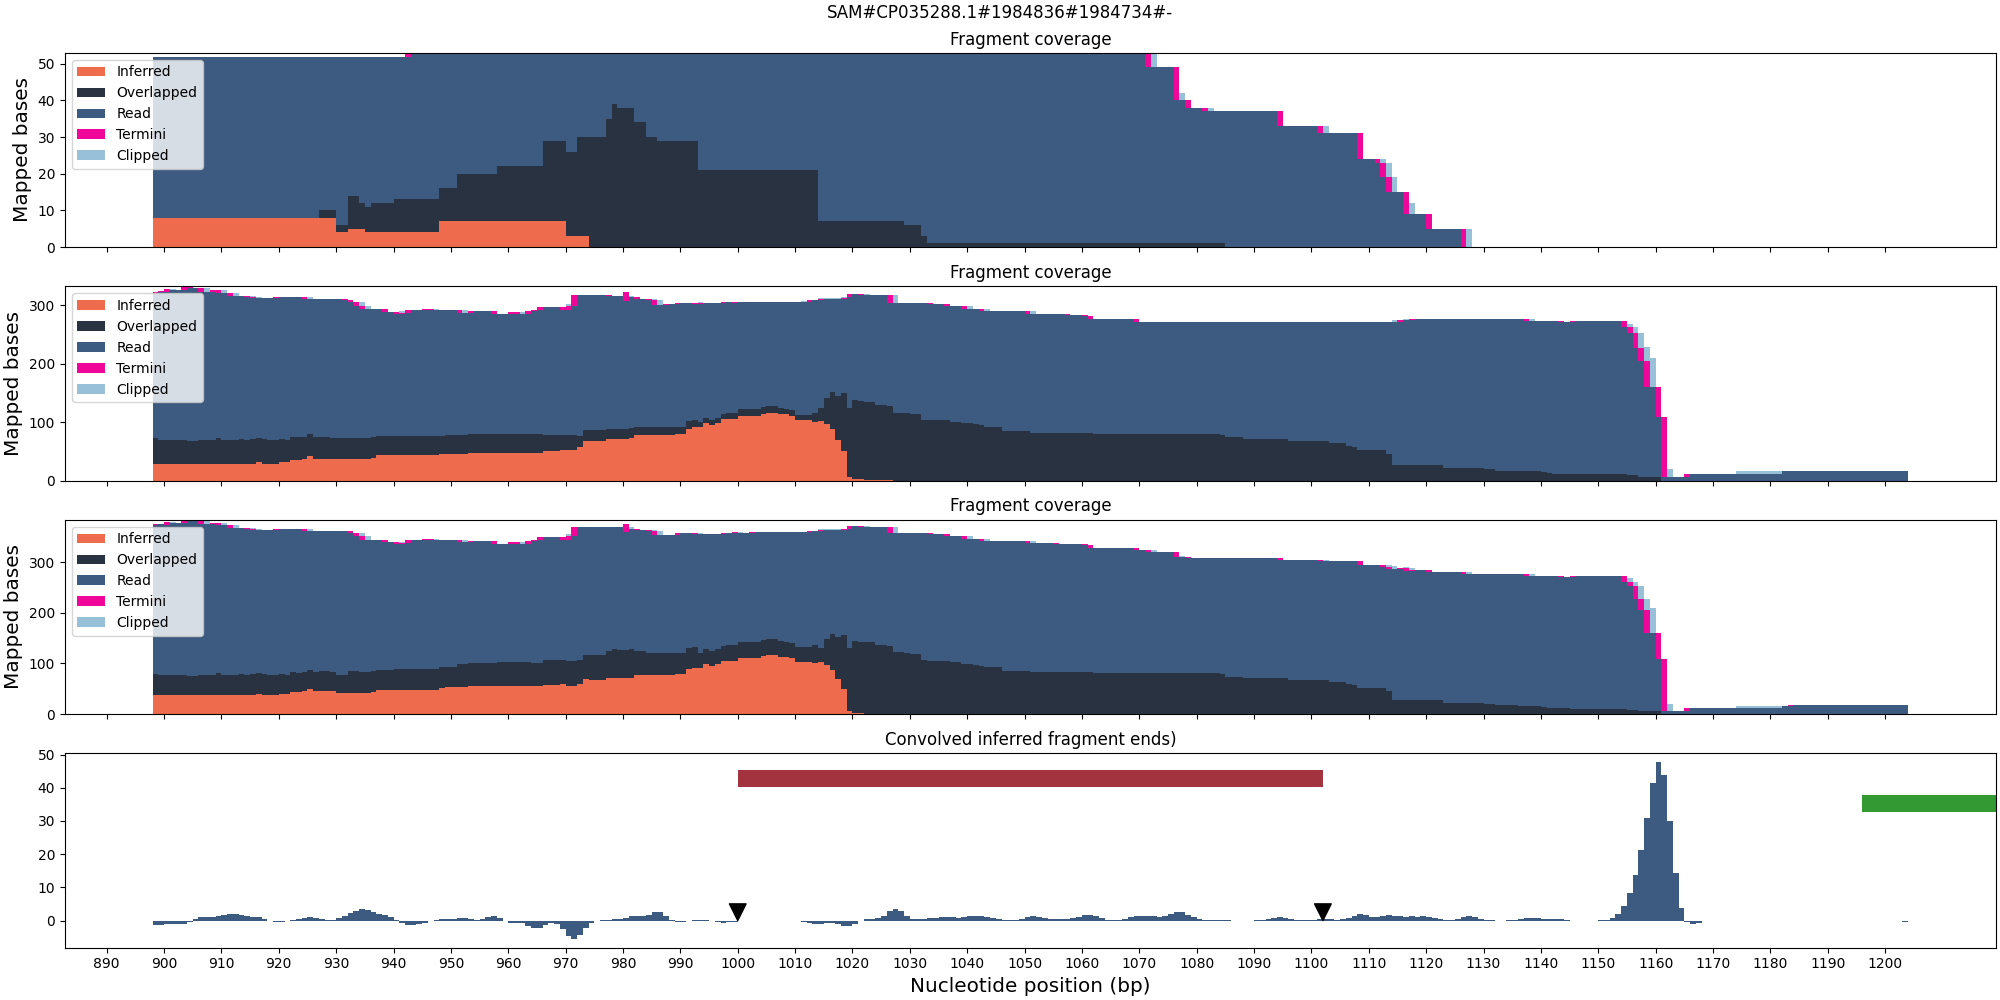 SAM#CP035288.1#1984836#1984734#-
Fragment coverage
Mapped bases
50
40
30
20
10
0
Inferred
Overlapped
Read
Termini
Clipped
Fragment coverage
Mapped bases
300
200
100
0
Inferred
Overlapped
Read
Termini
Clipped
Fragment coverage
Mapped bases
300
200
100
0
Inferred
Overlapped
Read
Termini
Clipped
Convolved inferred fragment ends)
50
40
30
20
10
0
890 900 910 920 930 940 950 960 970 980 990 1000 1010 1020 1030 1040 1050 1060 1070 1080 1090 1100 1110 1120 1130 1140 1150 1160 1170 1180 1190 1200
Nucleotide position (bp)